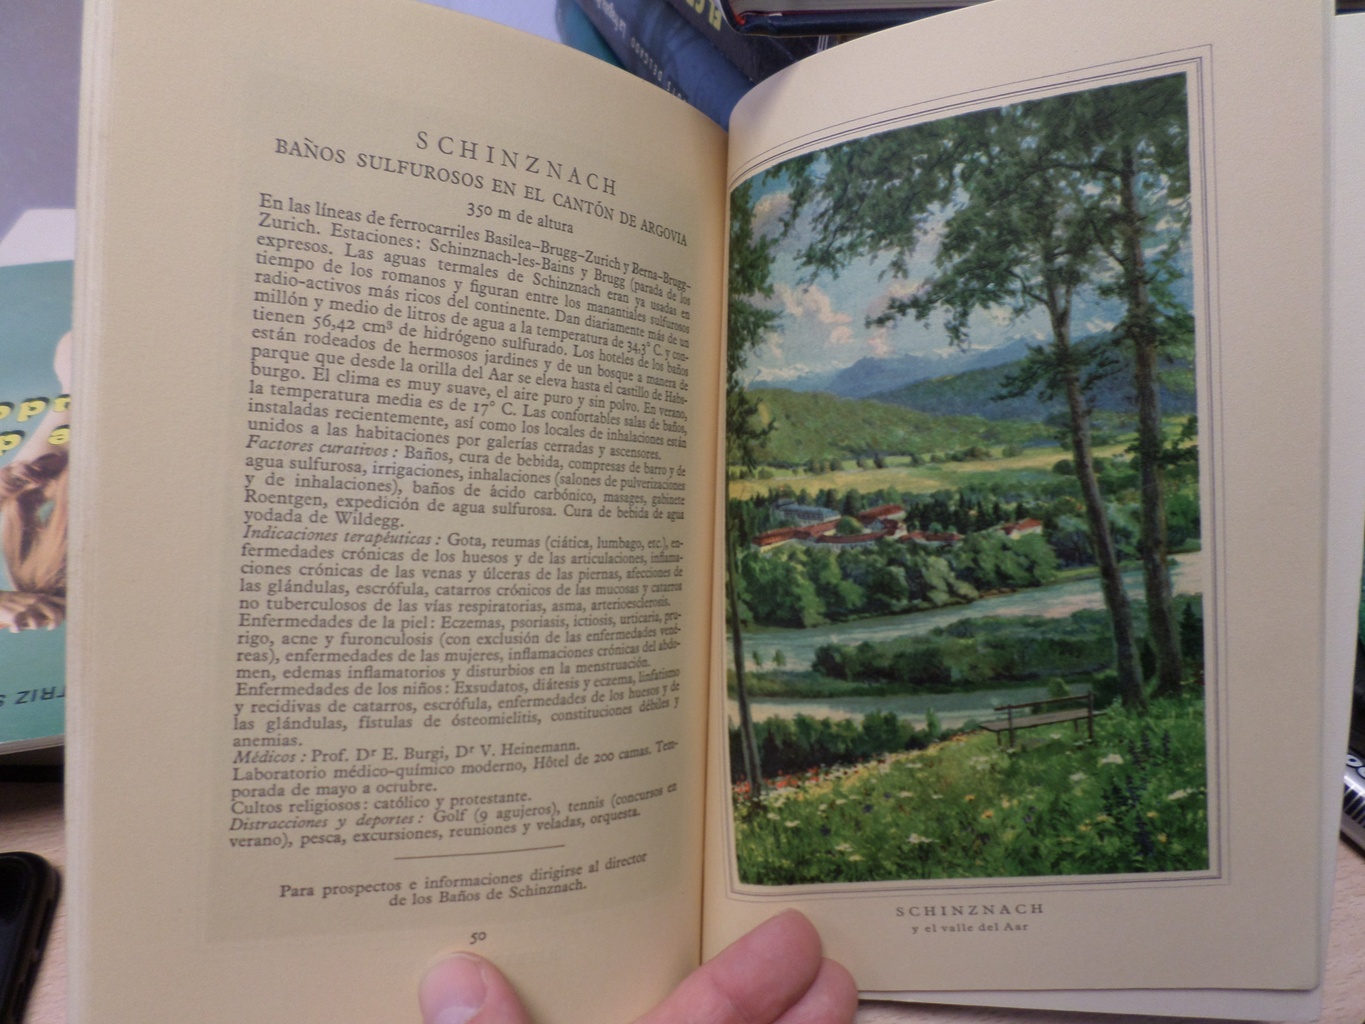 SCHINZNACH
BAÑOS SULFUROSOS EN EL CANTÓN DE ARGOVIA
350 m de altura
En las líneas de ferrocarriles Basilea–Brugg–Zurich y Berna–Brugg–
Zurich. Estaciones: Schinznach-les-Bains y Brugg (parada de los
expresos. Las aguas termales de Schinznach eran ya usadas en
tiempo de los romanos y figuran entre los manantiales sulfurosos
radio-activos más ricos del continente. Dan diariamente más de un
millón y medio de litros de agua a la temperatura de 34,3° C. y con-
tienen 56,42 cm³ de hidrógeno sulfurado. Los hoteles de los baños
están rodeados de hermosos jardines y de un bosque a manera de
parque que desde la orilla del Aar se eleva hasta el castillo de Habs-
burgo. El clima es muy suave, el aire puro y sin polvo. En verano,
la temperatura media es de 17° C. Las confortables salas de baños,
instaladas recientemente, así como los locales de inhalaciones están
unidos a las habitaciones por galerías cerradas y ascensores.
Factores curativos: Baños, cura de bebida, compresas de barro y de
agua sulfurosa, irrigaciones, inhalaciones (salones de pulverizaciones
y de inhalaciones), baños de ácido carbónico, masages, gabinete
Roentgen, expedición de agua sulfurosa. Cura de bebida de agua
yodada de Wildegg.
Indicaciones terapéuticas: Gota, reumas (ciática, lumbago, etc.), en-
fermedades crónicas de los huesos y de las articulaciones, inflama-
ciones crónicas de las venas y úlceras de las piernas, afecciones de
las glándulas, escrófula, catarros crónicos de las mucosas y catarros
no tuberculosos de las vías respiratorias, asma, arterioesclerosis.
Enfermedades de la piel: Eczemas, psoriasis, ictiosis, urticaria, pru-
rigo, acne y furonculosis (con exclusión de las enfermedades vené-
reas), enfermedades de las mujeres, inflamaciones crónicas del abdo-
men, edemas inflamatorios y disturbios en la menstruación.
Enfermedades de los niños: Exsudatos, diátesis y eczema, linfatismo
y recidivas de catarros, escrófula, enfermedades de los huesos y de
las glándulas, fístulas de ósteomielitis, constituciones débiles y
anemias.
Médicos: Prof. Dr E. Burgi, Dr V. Heinemann.
Laboratorio médico-químico moderno, Hôtel de 200 camas. Tem-
porada de mayo a octubre.
Cultos religiosos: católico y protestante.
Distracciones y deportes: Golf (9 agujeros), tennis (concursos en
verano), pesca, excursiones, reuniones y veladas, orquesta.
Para prospectos e informaciones dirigirse al director
de los Baños de Schinznach.
50
SCHINZNACH
y el valle del Aar